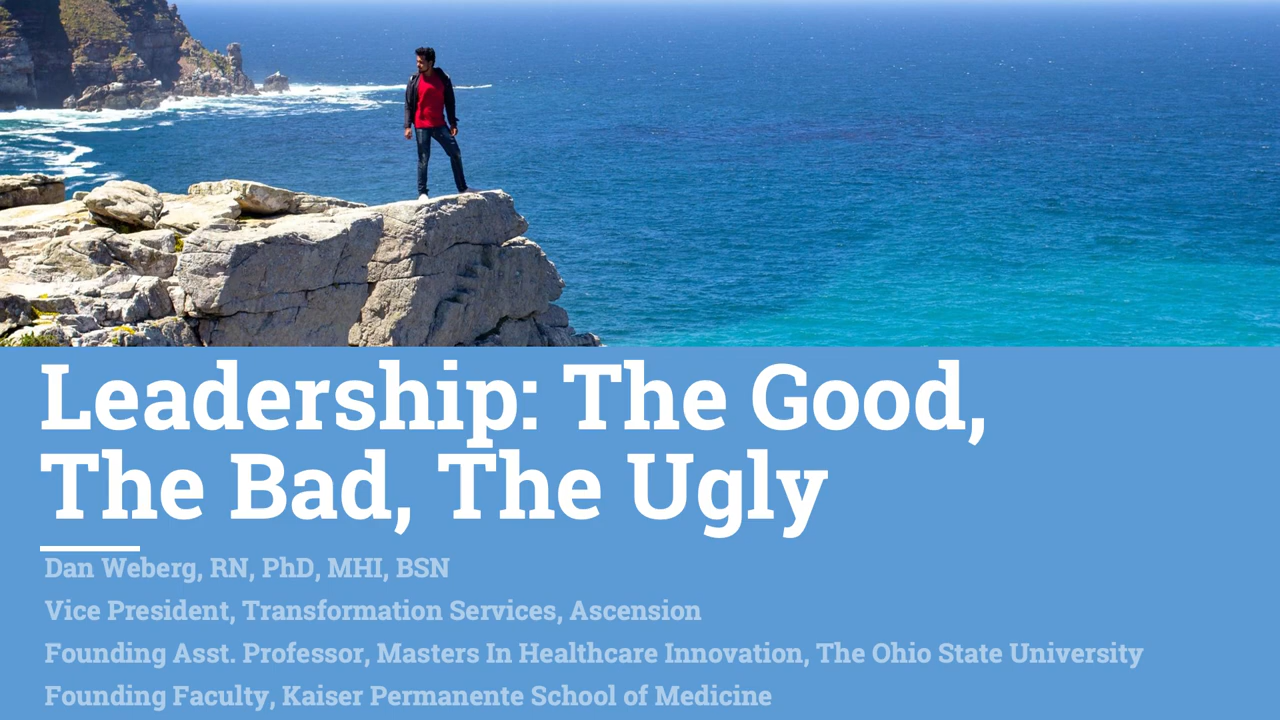 Leadership: The Good,
The Bad, The Ugly
Dan Weberg, RN, PhD, MHI, BSN
Vice President, Transformation Services, Ascension
Founding Asst. Professor, Masters In Healthcare Innovation, The Ohio State University
Founding Faculty, Kaiser Permanente School of Medicine